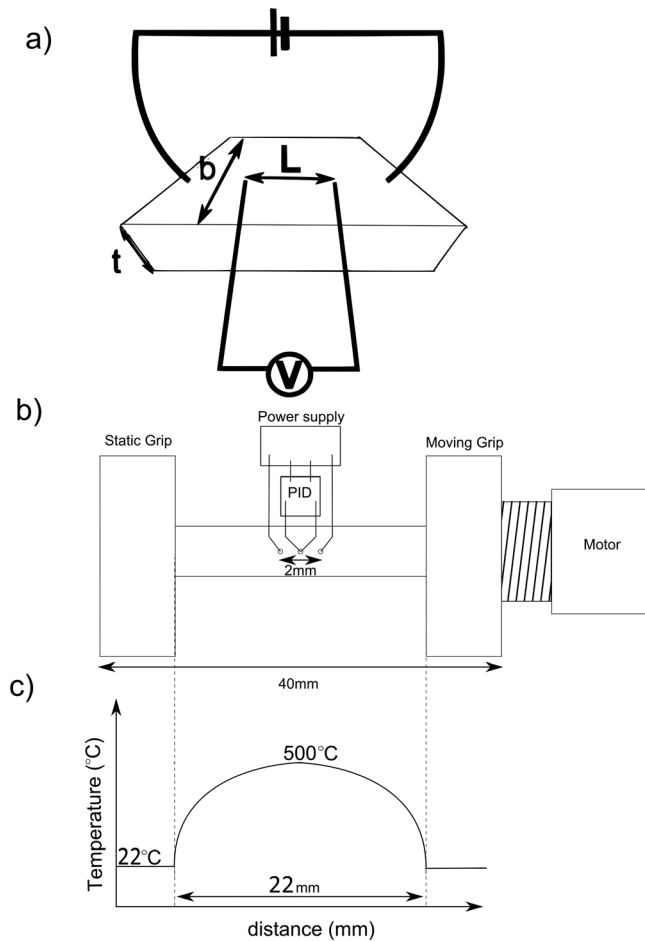 a)
b
L
t
V
b)
Power supply
Static Grip
Moving Grip
PID
Motor
2mm
40mm
c)
Temperature (°C)
500°C
22°C
22mm
distance (mm)